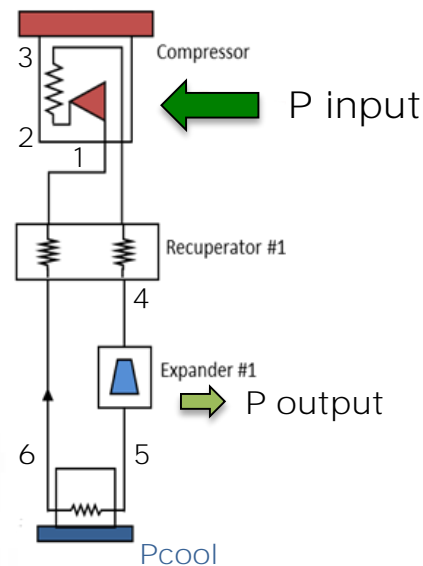 Compressor
3
P input
2
1
Recuperator #1
4
Expander #1
P output
6
5
Pcool